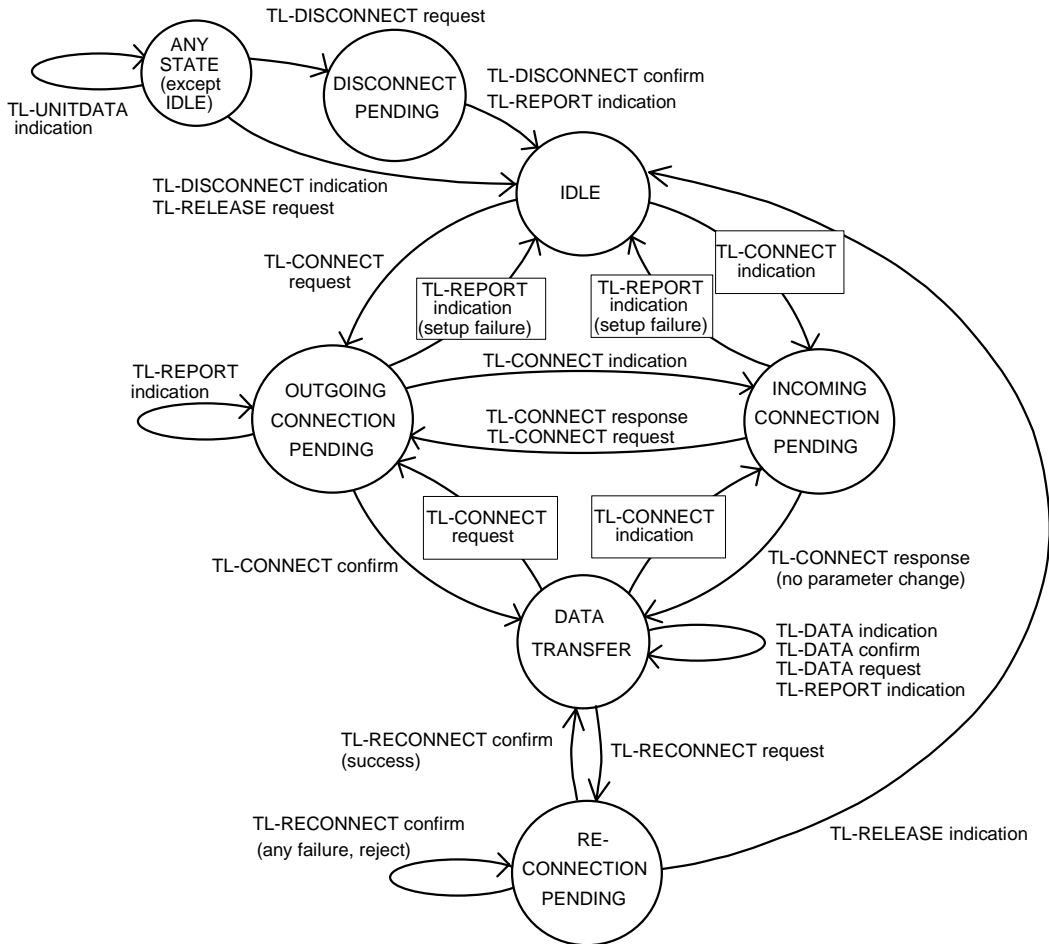 TL-DISCONNECT request
ANY
STATE
(except
IDLE)
TL-UNITDATA
indication
DISCONNECT
PENDING
TL-DISCONNECT confirm
TL-REPORT indication
TL-DISCONNECT indication
TL-RELEASE request
IDLE
TL-CONNECT
request
TL-REPORT
indication
(setup failure)
TL-REPORT
indication
(setup failure)
TL-CONNECT
indication
TL-REPORT
indication
OUTGOING
CONNECTION
PENDING
TL-CONNECT indication
TL-CONNECT response
TL-CONNECT request
INCOMING
CONNECTION
PENDING
TL-CONNECT
request
TL-CONNECT
indication
TL-CONNECT confirm
TL-CONNECT response
(no parameter change)
DATA
TRANSFER
TL-DATA indication
TL-DATA confirm
TL-DATA request
TL-REPORT indication
TL-RECONNECT confirm
(success)
TL-RECONNECT request
TL-RECONNECT confirm
(any failure, reject)
RE-
CONNECTION
PENDING
TL-RELEASE indication